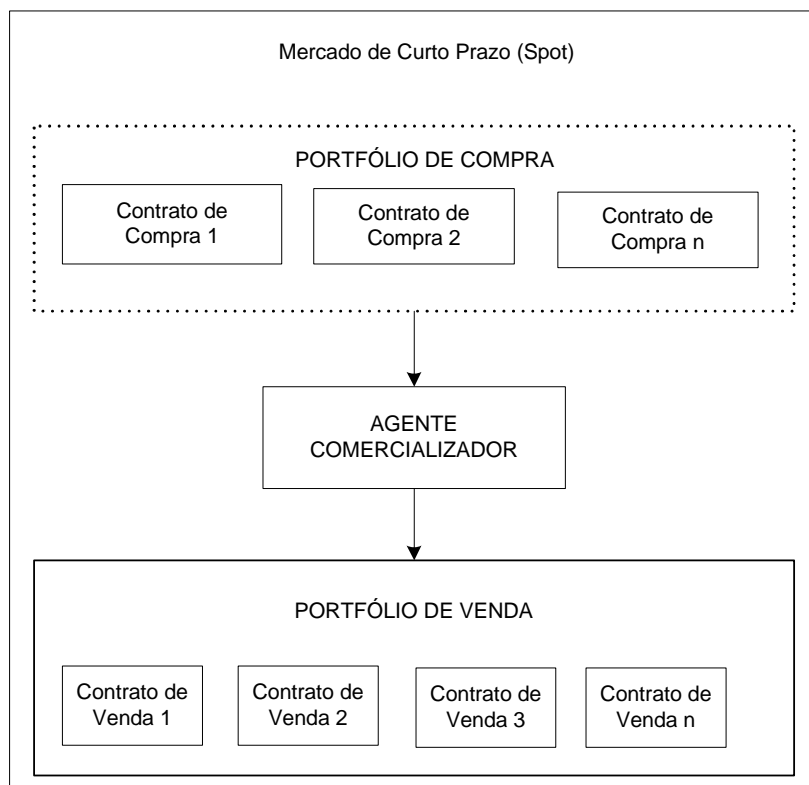 Mercado de Curto Prazo (Spot)
PORTFÓLIO DE COMPRA
Contrato de
Compra 1
Contrato de
Compra 2
Contrato de
Compra n
AGENTE
COMERCIALIZADOR
PORTFÓLIO DE VENDA
Contrato de
Venda 1
Contrato de
Venda 2
Contrato de
Venda 3
Contrato de
Venda n